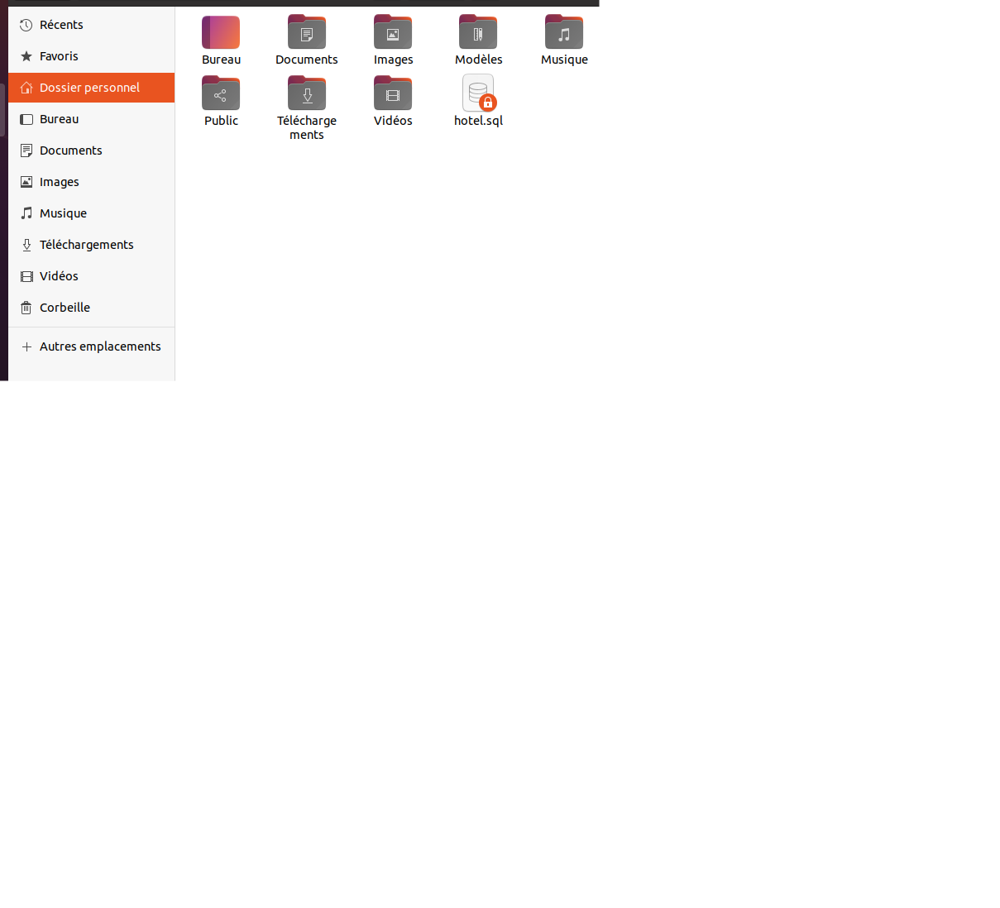 Récents
Favoris
Dossier personnel
Bureau
Documents
Images
Musique
Téléchargements
Vidéos
Corbeille
Autres emplacements
Bureau
Documents
Images
Modèles
Musique
Public
Télécharge
ments
Vidéos
hotel.sql